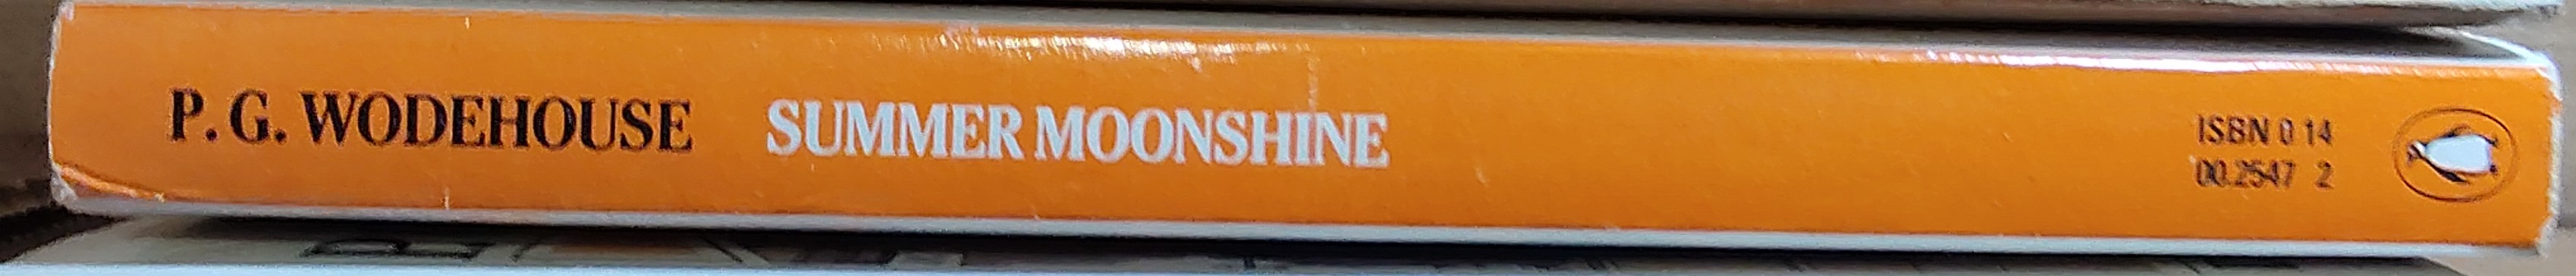 P. G. WODEHOUSE SUMMER MOONSHINE
ISBN 0 14
00.2547 2